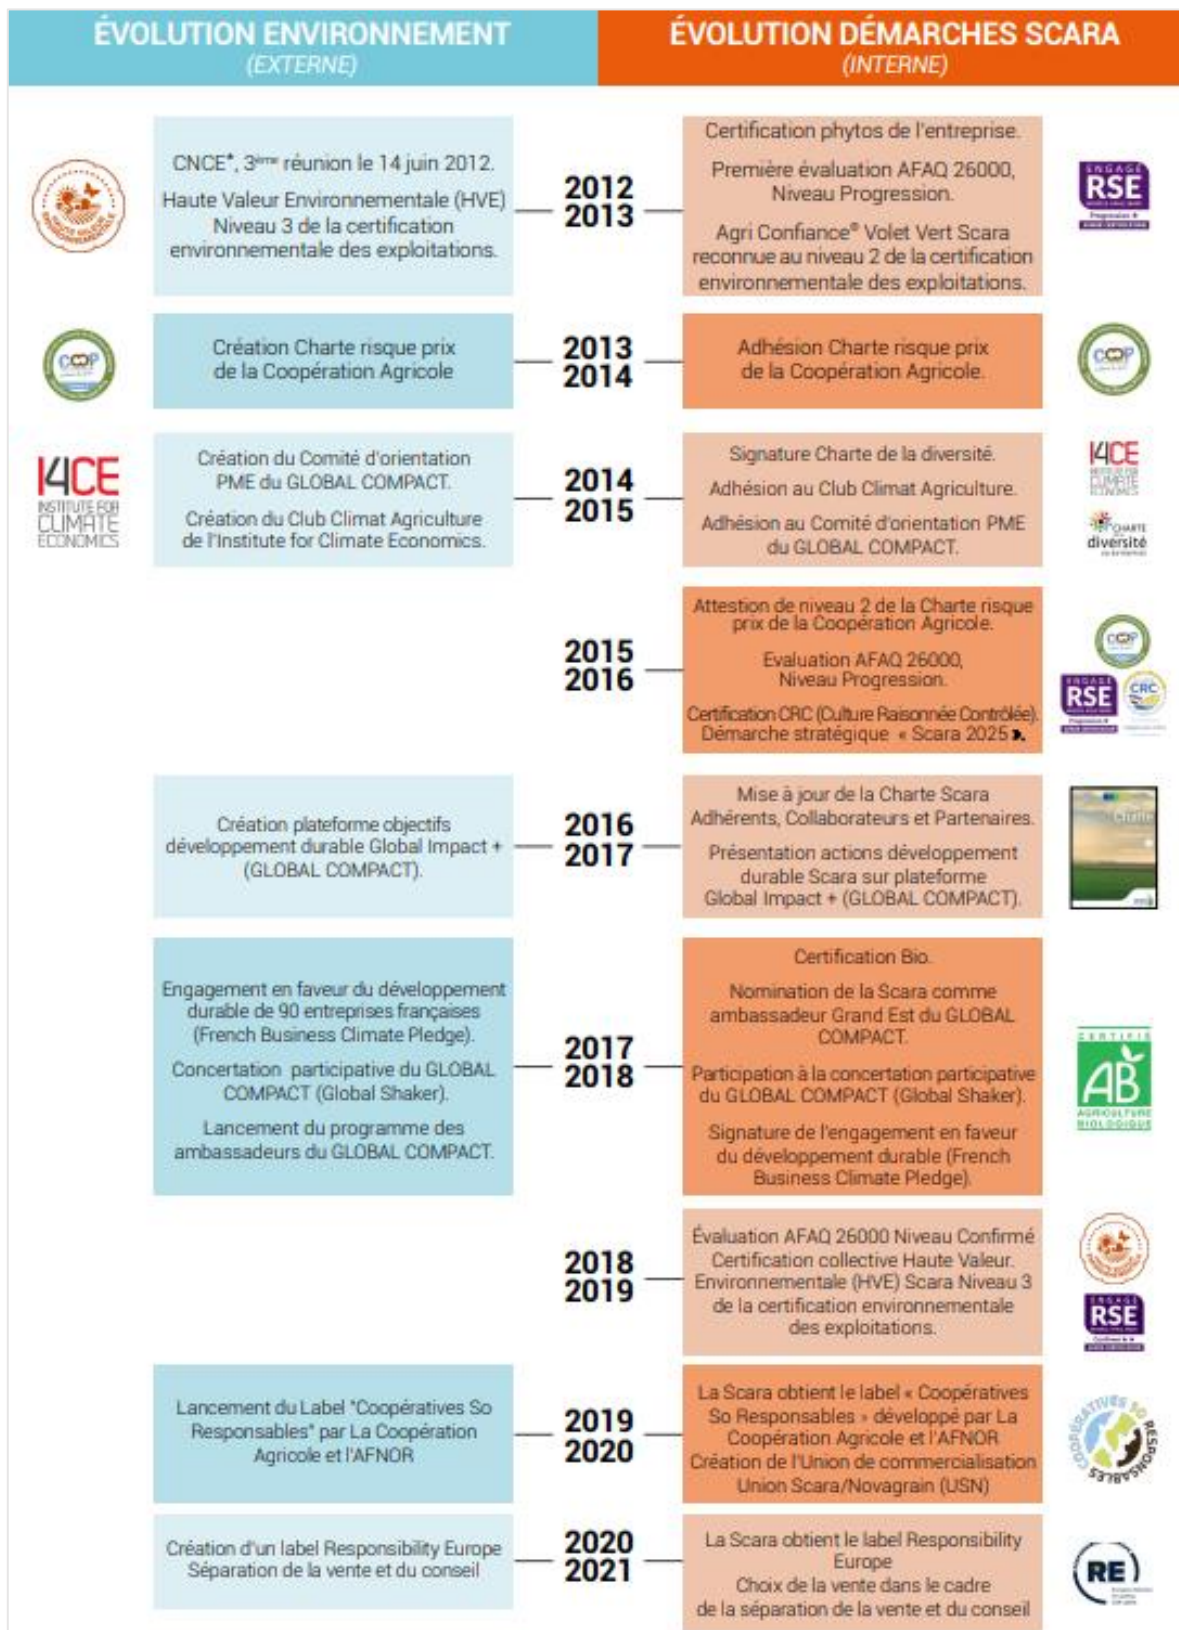 ÉVOLUTION ENVIRONNEMENT
(EXTERNE)
ÉVOLUTION DÉMARCHES SCARA
(INTERNE)
CNCE*, 3ème réunion le 14 juin 2012.
Haute Valeur Environnementale (HVE)
Niveau 3 de la certification
environnementale des exploitations.
2012
2013
Certification phytos de l'entreprise.
Première évaluation AFAQ 26000,
Niveau Progression.
Agri Confiance® Volet Vert Scara
reconnue au niveau 2 de la certification
environnementale des exploitations.
ENGAGÉ
RSE
Progression
COOP
Création Charte risque prix
de la Coopération Agricole
2013
2014
Adhésion Charte risque prix
de la Coopération Agricole.
COOP
I4CE
INSTITUTE FOR
CLIMATE
ECONOMICS
Création du Comité d'orientation
PME du GLOBAL COMPACT.
Création du Club Climat Agriculture
de l'Institute for Climate Economics.
2014
2015
Signature Charte de la diversité.
Adhésion au Club Climat Agriculture.
Adhésion au Comité d'orientation PME
du GLOBAL COMPACT.
I4CE
INSTITUTE FOR
CLIMATE
ECONOMICS
CHARTE
diversité
2015
2016
Attestion de niveau 2 de la Charte risque
prix de la Coopération Agricole.
Evaluation AFAQ 26000,
Niveau Progression.
Certification CRC (Culture Raisonnée Contrôlée).
Démarche stratégique « Scara 2025 ».
COOP
ENGAGÉ
RSE
Progression
CRC
Création plateforme objectifs
développement durable Global Impact +
(GLOBAL COMPACT).
2016
2017
Mise à jour de la Charte Scara
Adhérents, Collaborateurs et Partenaires.
Présentation actions développement
durable Scara sur plateforme
Global Impact + (GLOBAL COMPACT).
Charte
Engagement en faveur du développement
durable de 90 entreprises françaises
(French Business Climate Pledge).
Concertation participative du GLOBAL
COMPACT (Global Shaker).
Lancement du programme des
ambassadeurs du GLOBAL COMPACT.
2017
2018
Certification Bio.
Nomination de la Scara comme
ambassadeur Grand Est du GLOBAL
COMPACT.
Participation à la concertation participative
du GLOBAL COMPACT (Global Shaker).
Signature de l'engagement en faveur
du développement durable (French
Business Climate Pledge).
CERTIFIÉ
AB
AGRICULTURE
BIOLOGIQUE
2018
2019
Évaluation AFAQ 26000 Niveau Confirmé
Certification collective Haute Valeur.
Environnementale (HVE) Scara Niveau 3
de la certification environnementale
des exploitations.
ENGAGÉ
RSE
Lancement du Label "Coopératives So
Responsables" par La Coopération
Agricole et l'AFNOR
2019
2020
La Scara obtient le label « Coopératives
So Responsables » développé par La
Coopération Agricole et l'AFNOR
Création de l'Union de commercialisation
Union Scara/Novagrain (USN)
COOPÉRATIVES SO
RESPONSABLES
Création d'un label Responsibility Europe
Séparation de la vente et du conseil
2020
2021
La Scara obtient le label Responsibility
Europe
Choix de la vente dans le cadre
de la séparation de la vente et du conseil
RE